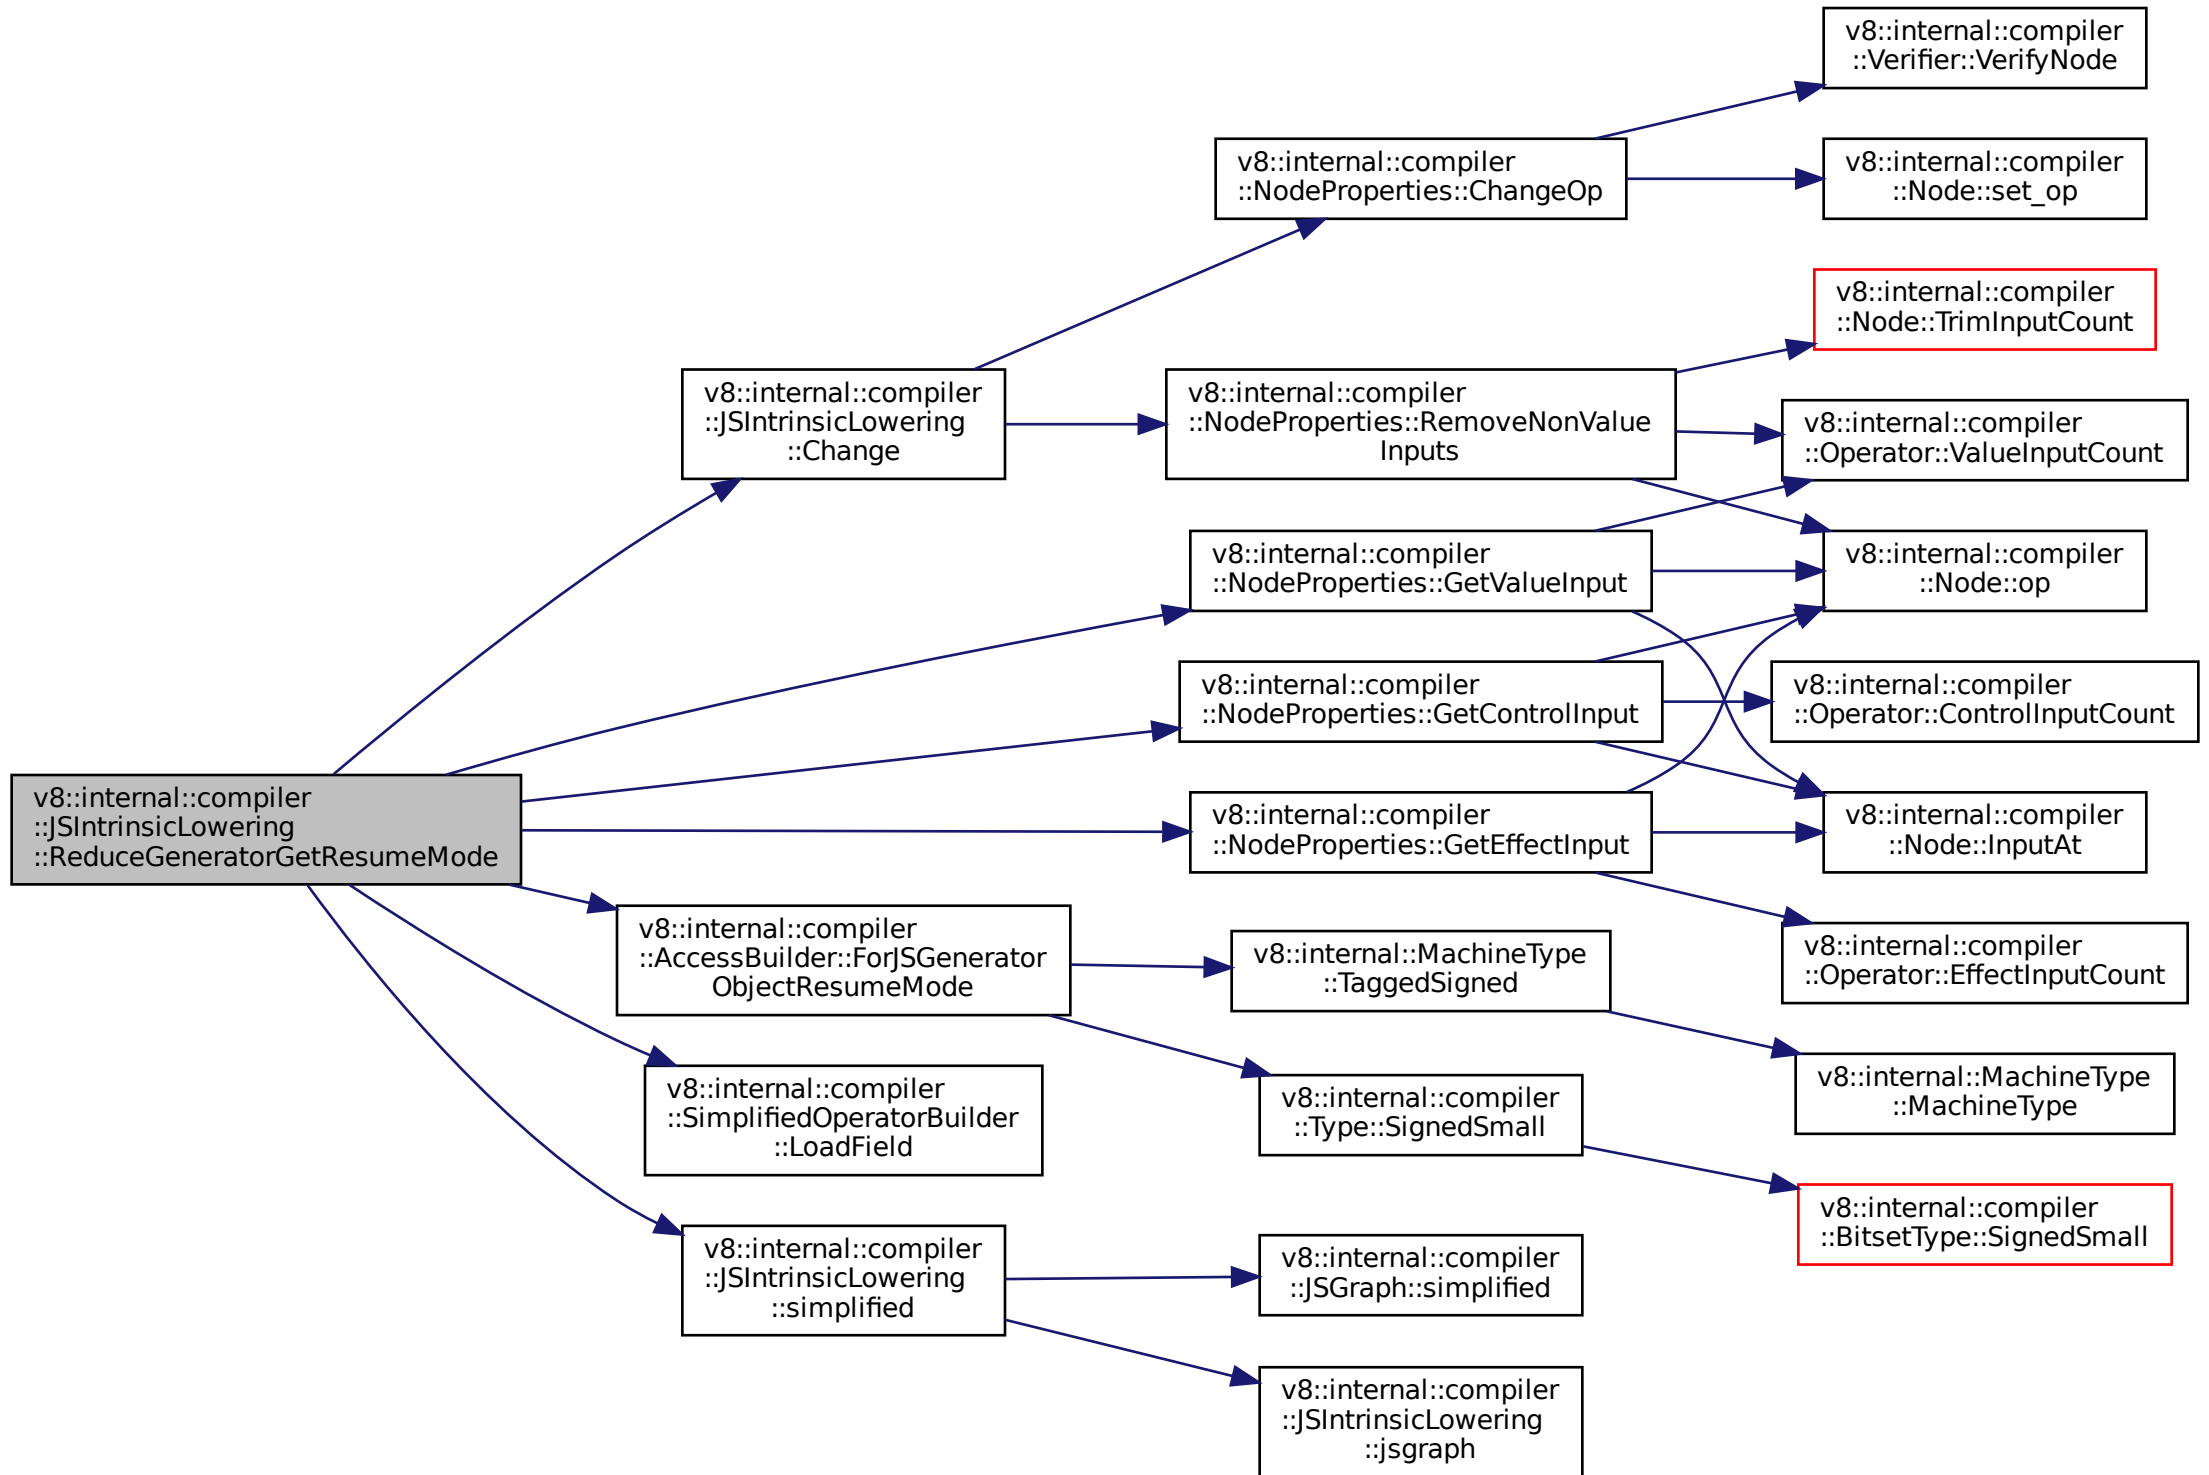 v8::internal::compiler
::JSIntrinsicLowering
::ReduceGeneratorGetResumeMode
v8::internal::compiler
::JSIntrinsicLowering
::Change
v8::internal::compiler
::NodeProperties::ChangeOp
v8::internal::compiler
::Verifier::VerifyNode
v8::internal::compiler
::Node::set_op
v8::internal::compiler
::NodeProperties::RemoveNonValue
Inputs
v8::internal::compiler
::Node::TrimInputCount
v8::internal::compiler
::Operator::ValueInputCount
v8::internal::compiler
::Node::op
v8::internal::compiler
::NodeProperties::GetValueInput
v8::internal::compiler
::NodeProperties::GetControlInput
v8::internal::compiler
::Operator::ControlInputCount
v8::internal::compiler
::NodeProperties::GetEffectInput
v8::internal::compiler
::Node::InputAt
v8::internal::compiler
::Operator::EffectInputCount
v8::internal::compiler
::AccessBuilder::ForJSGenerator
ObjectResumeMode
v8::internal::MachineType
::TaggedSigned
v8::internal::MachineType
::MachineType
v8::internal::compiler
::Type::SignedSmall
v8::internal::compiler
::BitsetType::SignedSmall
v8::internal::compiler
::SimplifiedOperatorBuilder
::LoadField
v8::internal::compiler
::JSIntrinsicLowering
::simplified
v8::internal::compiler
::JSGraph::simplified
v8::internal::compiler
::JSIntrinsicLowering
::jsgraph